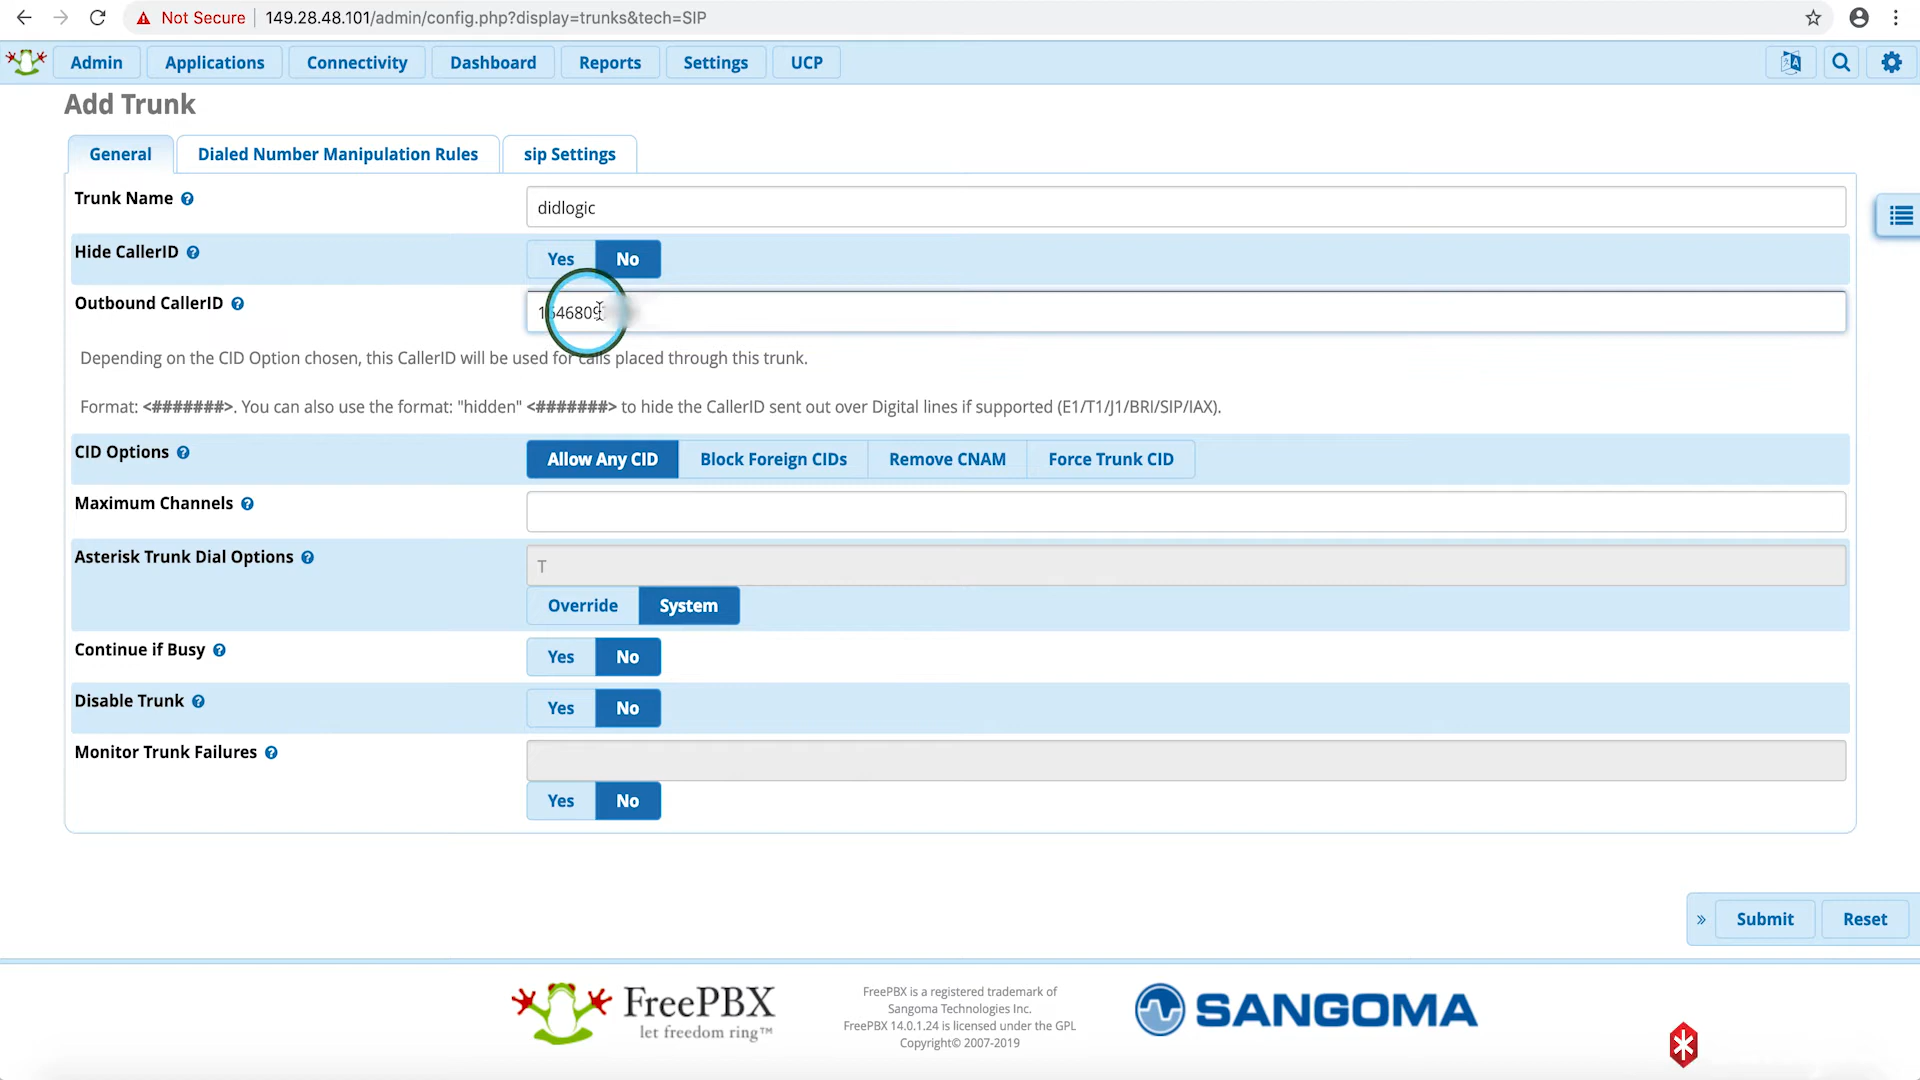 Not Secure 149.28.48.101/admin/config.php?display=trunks&tech=SIP
Admin Applications Connectivity Dashboard Reports Settings UCP
Add Trunk
General Dialed Number Manipulation Rules sip Settings
Trunk Name didlogic
Hide CallerID Yes No
Outbound CallerID
Depending on the CID Option chosen, this CallerID will be used for calls placed through this trunk.
Format: <#######>. You can also use the format: "hidden" <#######> to hide the CallerID sent out over Digital lines if supported (E1/T1/J1/BRI/SIP/IAX).
CID Options Allow Any CID Block Foreign CIDs Remove CNAM Force Trunk CID
Maximum Channels
Asterisk Trunk Dial Options T
Override System
Continue if Busy Yes No
Disable Trunk Yes No
Monitor Trunk Failures
Yes No
» Submit Reset
FreePBX
let freedom ring™
FreePBX is a registered trademark of
Sangoma Technologies Inc.
FreePBX 14.0.1.24 is licensed under the GPL
Copyright© 2007-2019
SANGOMA